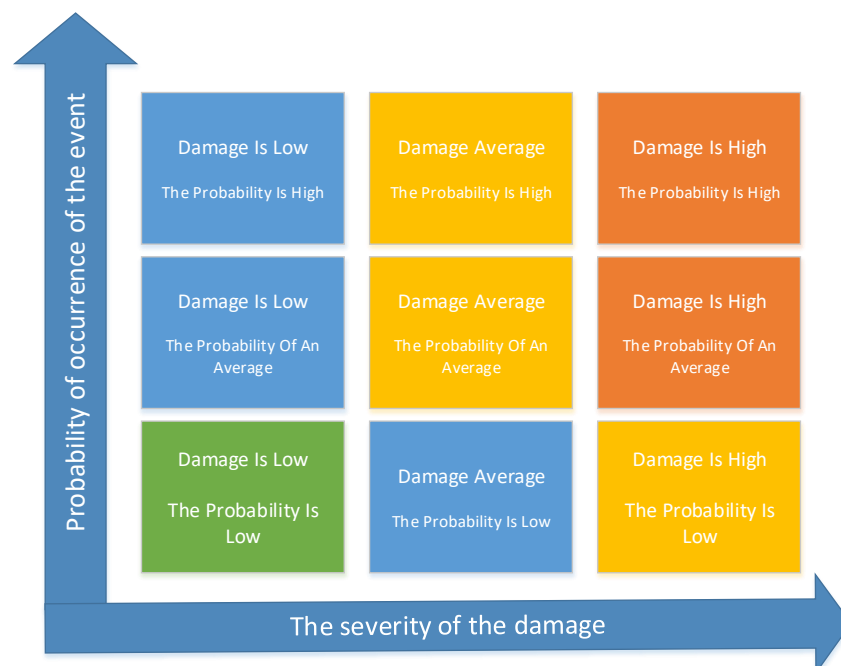 Probability of occurrence of the event
Damage Is Low
The Probability Is High
Damage Average
The Probability Is High
Damage Is High
The Probability Is High
Damage Is Low
The Probability Of An
Average
Damage Average
The Probability Of An
Average
Damage Is High
The Probability Of An
Average
Damage Is Low
The Probability Is
Low
Damage Average
The Probability Is Low
Damage Is High
The Probability Is
Low
The severity of the damage